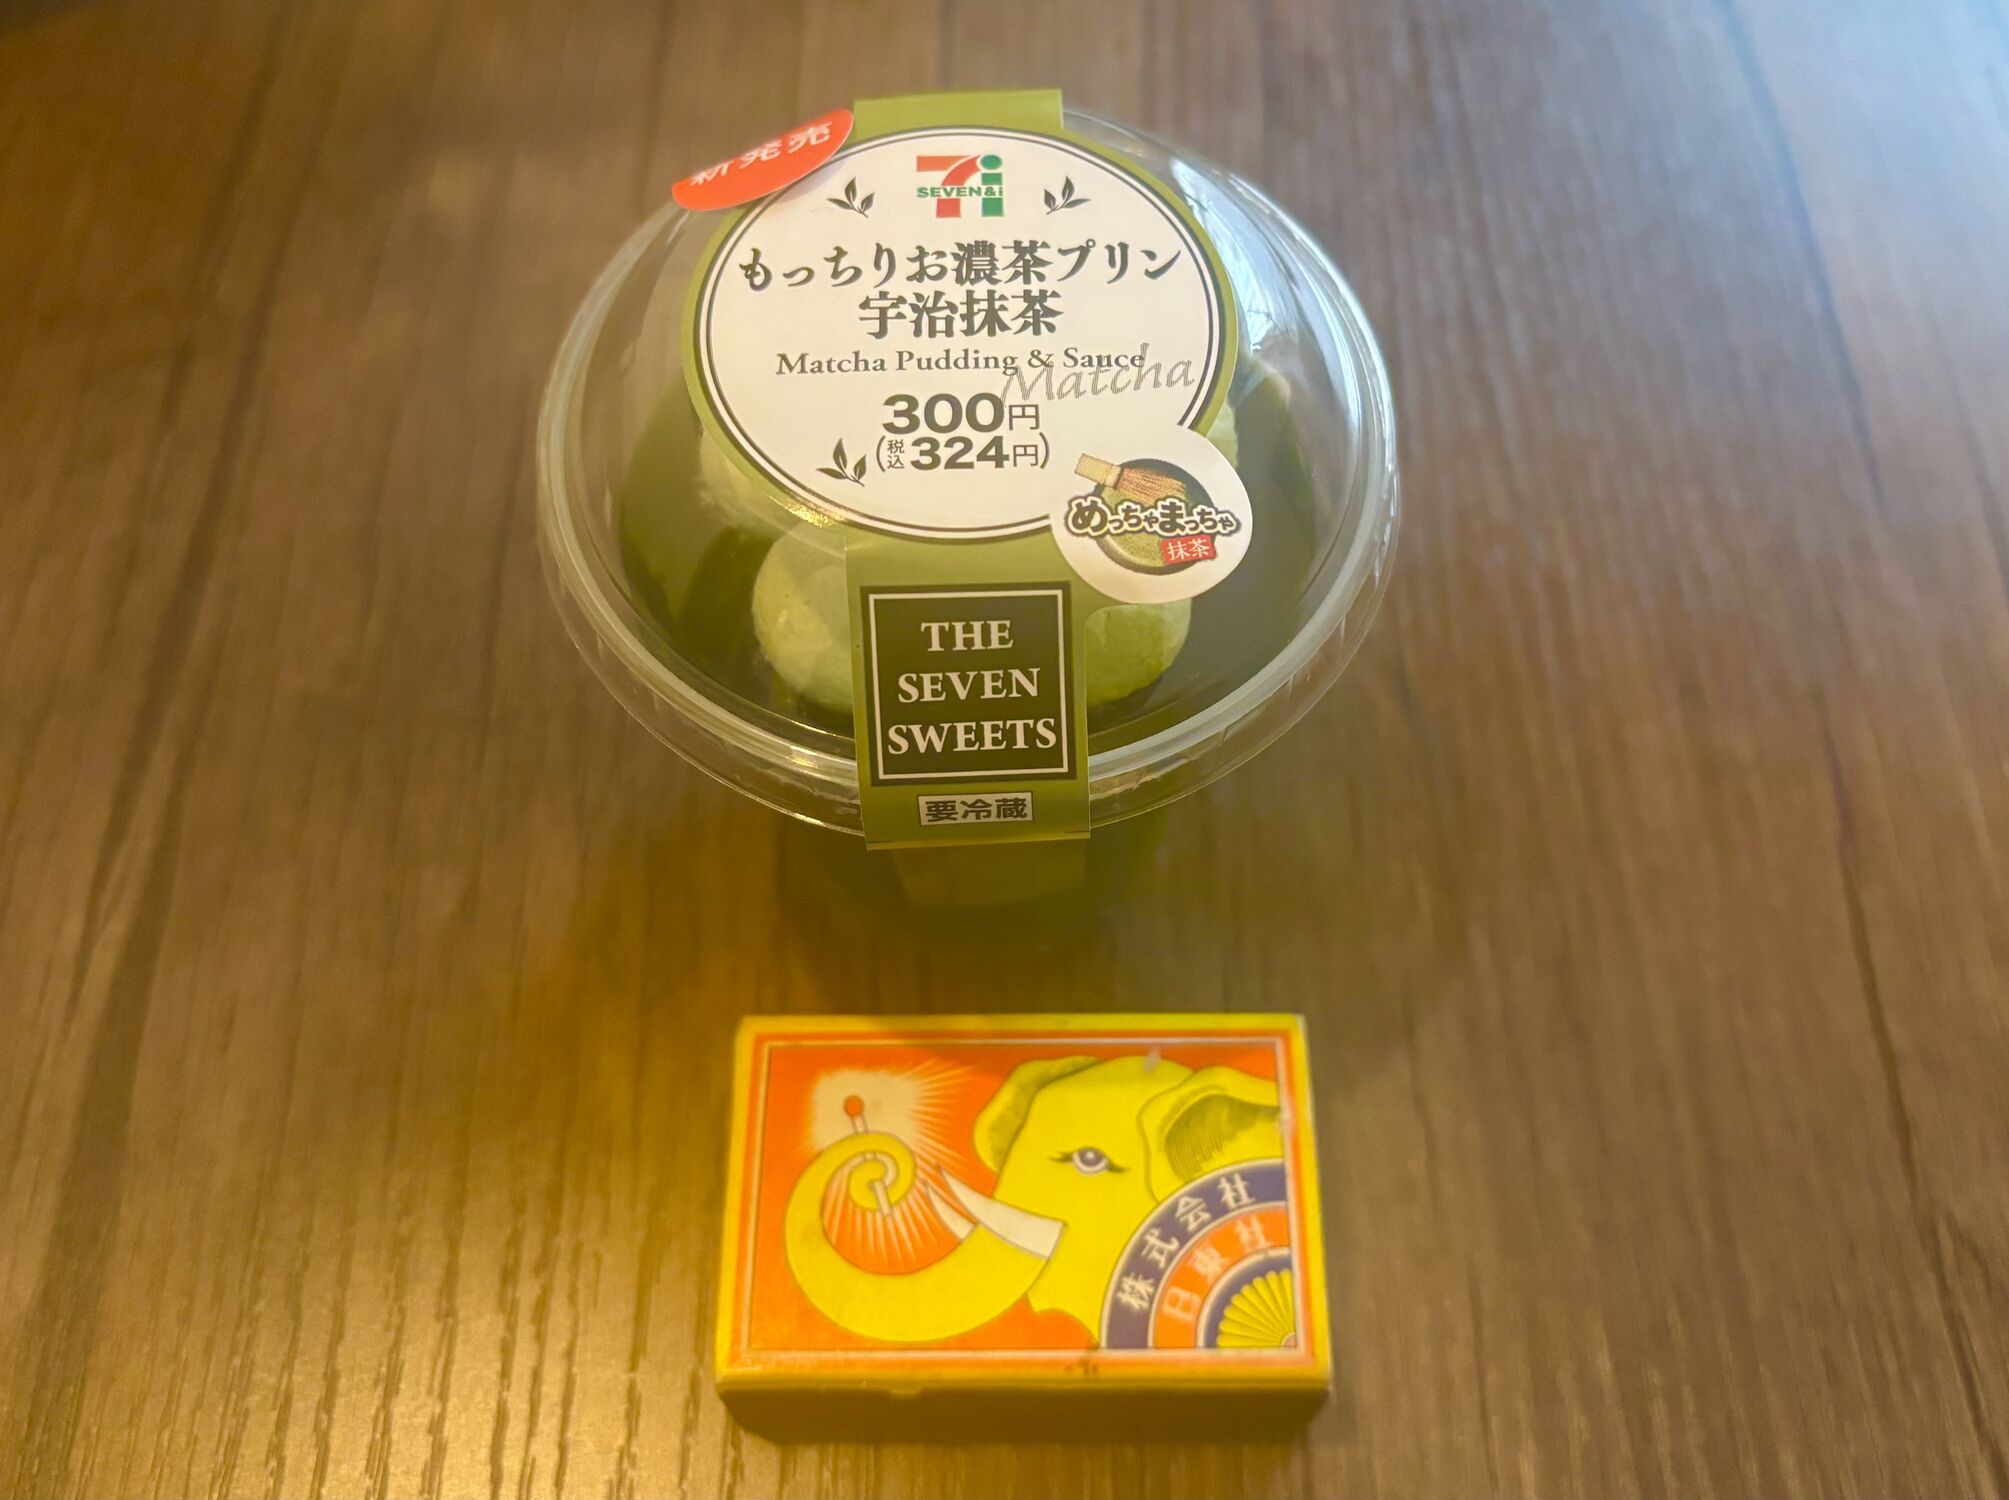 新発売
SEVEN&i
もっちりお濃茶プリン
宇治抹茶
Matcha Pudding & Sauce
Matcha
300円
(税込324円)
めっちゃまっちゃ
抹茶
THE
SEVEN
SWEETS
要冷蔵
株式会社
日東社